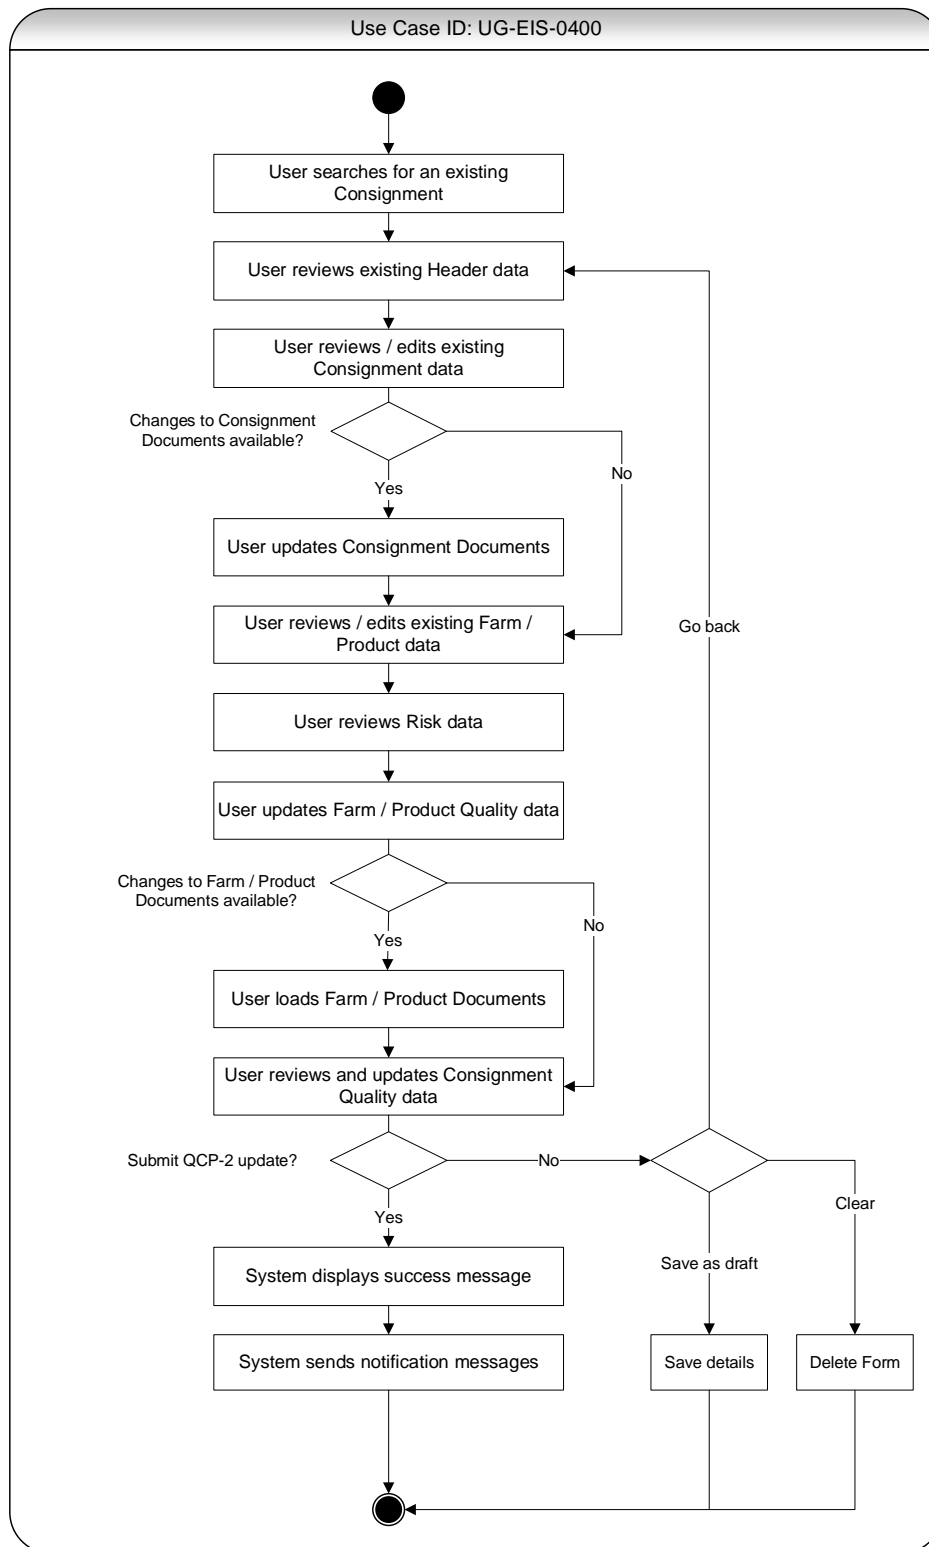 Use Case ID: UG-EIS-0400
User searches for an existing
Consignment
User reviews existing Header data
User reviews / edits existing
Consignment data
Changes to Consignment
Documents available?
No
Yes
User updates Consignment Documents
User reviews / edits existing Farm /
Product data
Go back
User reviews Risk data
User updates Farm / Product Quality data
Changes to Farm / Product
Documents available?
No
Yes
User loads Farm / Product Documents
User reviews and updates Consignment
Quality data
Submit QCP-2 update?
No
Clear
Yes
Save as draft
System displays success message
System sends notification messages
Save details
Delete Form